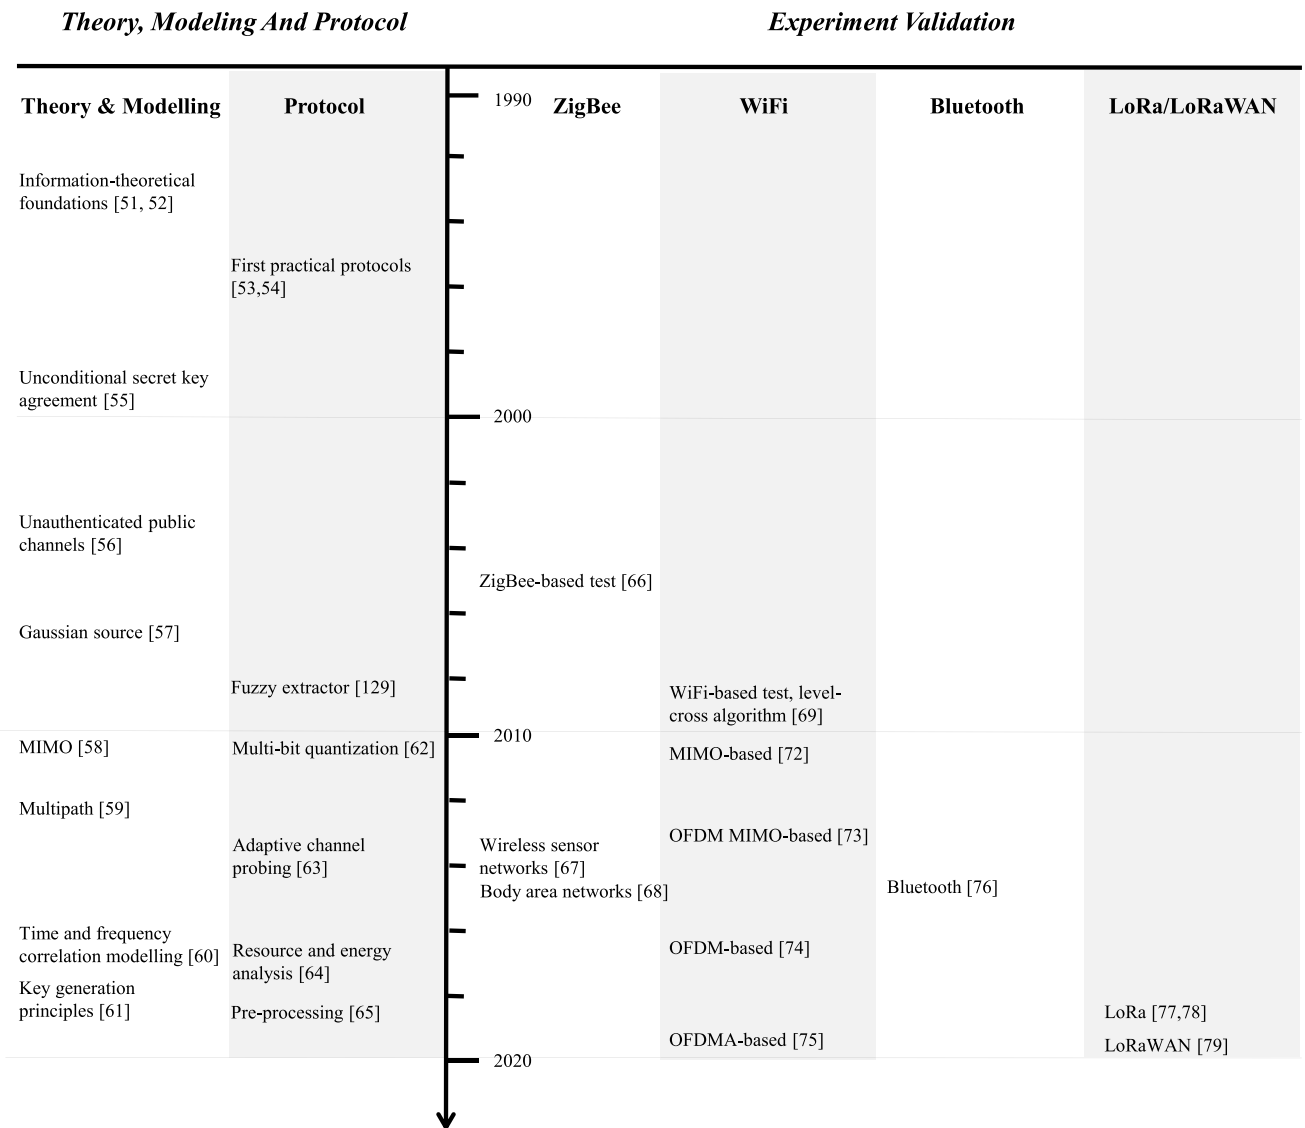 Theory, Modeling And Protocol
Experiment Validation
Theory & Modelling
Protocol
1990
ZigBee
WiFi
Bluetooth
LoRa/LoRaWAN
Information-theoretical
foundations [51, 52]
First practical protocols
[53,54]
Unconditional secret key
agreement [55]
2000
Unauthenticated public
channels [56]
ZigBee-based test [66]
Gaussian source [57]
Fuzzy extractor [129]
WiFi-based test, level-
cross algorithm [69]
2010
MIMO [58]
Multi-bit quantization [62]
MIMO-based [72]
Multipath [59]
OFDM MIMO-based [73]
Adaptive channel
probing [63]
Wireless sensor
networks [67]
Body area networks [68]
Bluetooth [76]
Time and frequency
correlation modelling [60]
Resource and energy
analysis [64]
OFDM-based [74]
Key generation
principles [61]
Pre-processing [65]
LoRa [77,78]
OFDMA-based [75]
LoRaWAN [79]
2020